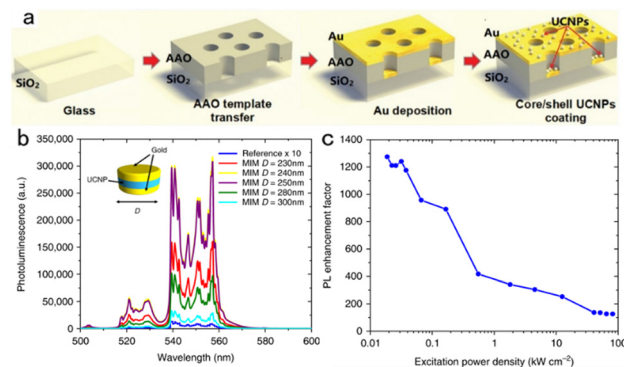 a
UCNPs
Au
Au
AAO
AAO
AAO
SiO₂
SiO₂
SiO₂
SiO₂
Glass
AAO template
transfer
Au deposition
Core/shell UCNPs
coating
b
350,000
300,000
250,000
200,000
150,000
100,000
50,000
0
Photoluminescence (a.u.)
Gold
UCNP
D
Reference x 10
MIM D = 230nm
MIM D = 240nm
MIM D = 250nm
MIM D = 280nm
MIM D = 300nm
500 520 540 560 580 600
Wavelength (nm)
c
1400
1200
1000
800
600
400
200
0
PL enhancement factor
0.01 0.1 1 10 100
Excitation power density (kW cm⁻²)